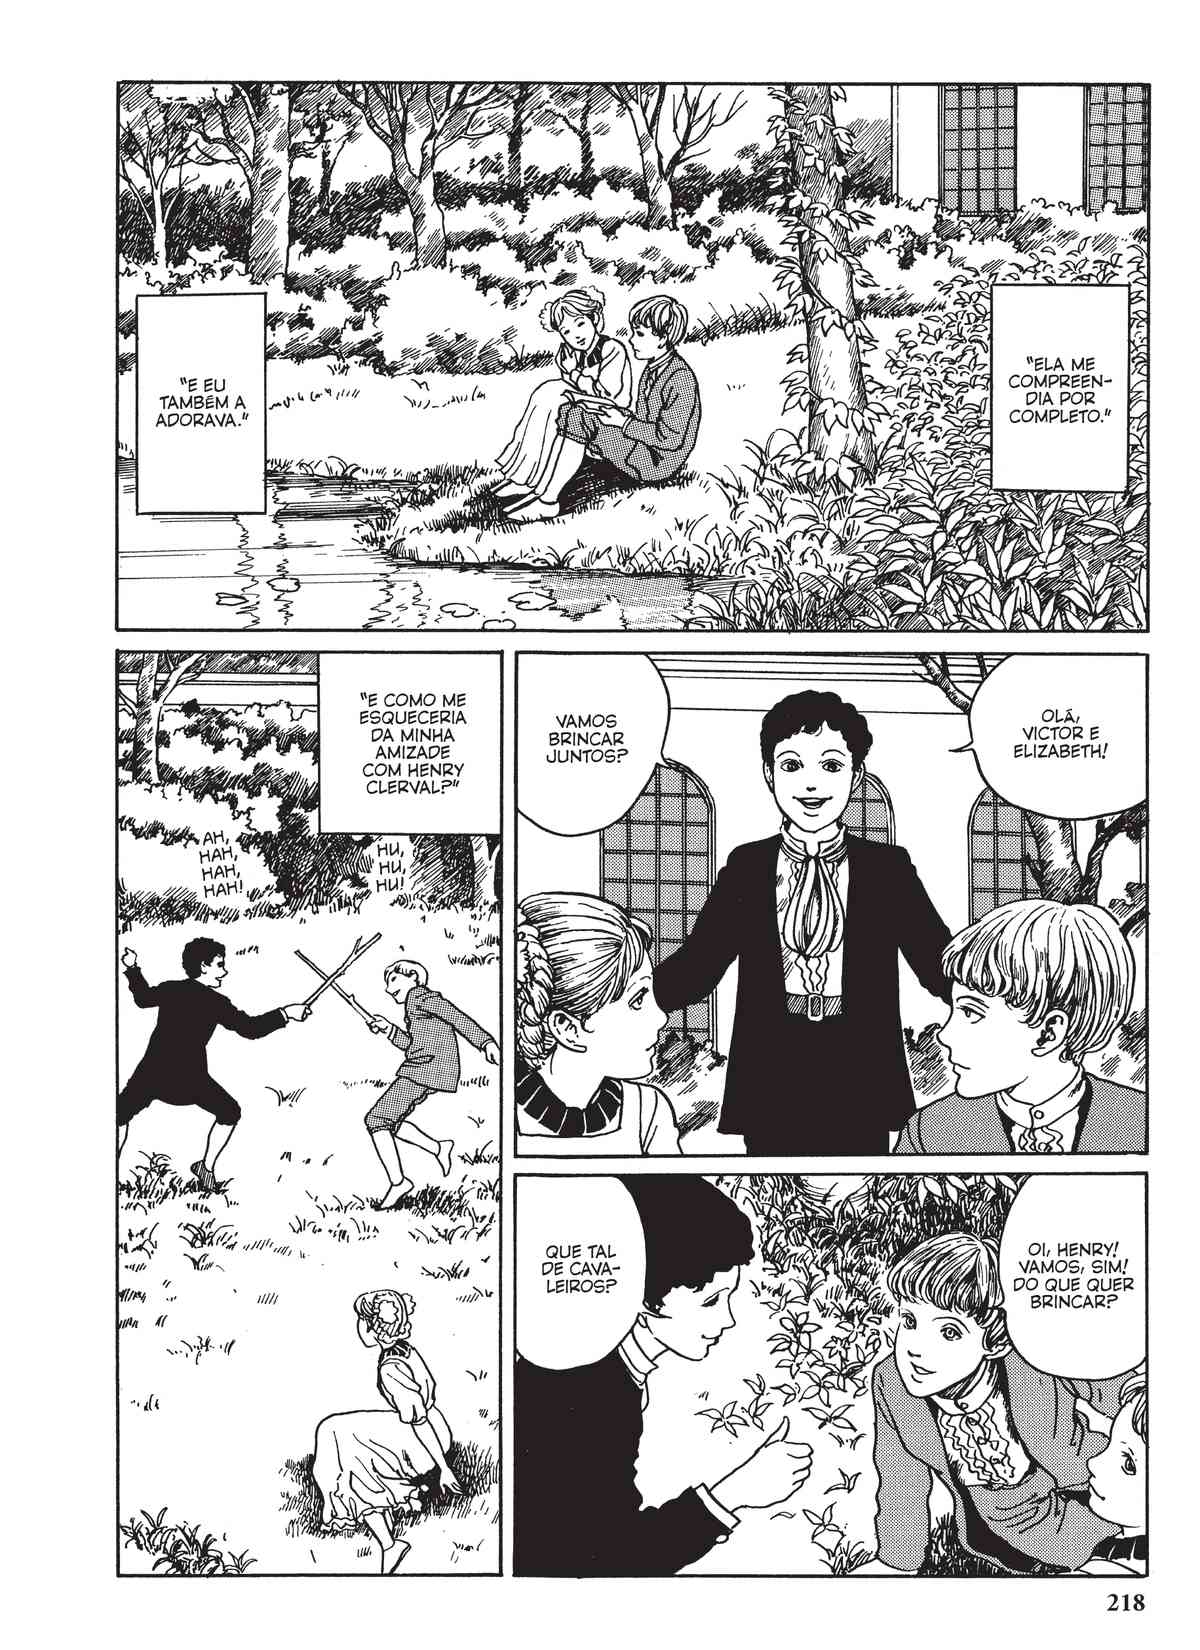 "ELA ME
COMPREEN-
DIA POR
COMPLETO."
"E EU
TAMBÉM A
ADORAVA."
OLÁ,
VICTOR E
ELIZABETH!
VAMOS
BRINCAR
JUNTOS?
OI, HENRY!
VAMOS, SIM!
DO QUE QUER
BRINCAR?
QUE TAL
DE CAVA-
LEIROS?
"E COMO ME
ESQUECERIA
DA MINHA
AMIZADE
COM HENRY
CLERVAL?"
HU,
HU,
HU!
AH,
HAH,
HAH,
HAH!
218